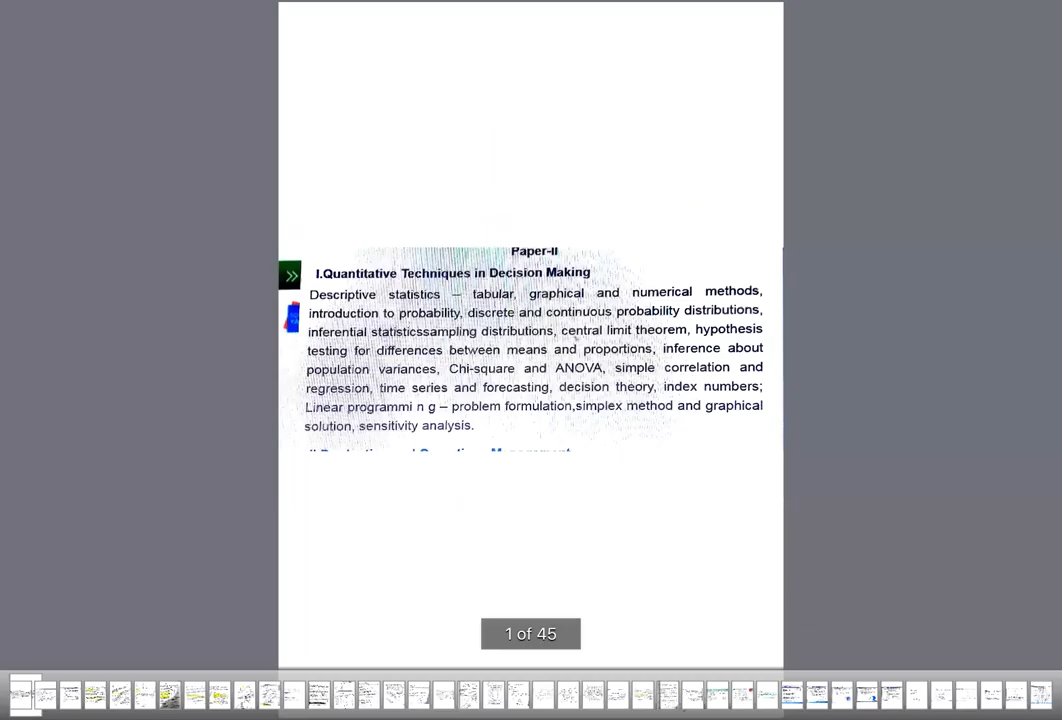 Paper-II
I.Quantitative Techniques in Decision Making
Descriptive statistics – tabular, graphical and numerical methods,
introduction to probability, discrete and continuous probability distributions,
inferential statisticssampling distributions, central limit theorem, hypothesis
testing for differences between means and proportions, inference about
population variances, Chi-square and ANOVA, simple correlation and
regression, time series and forecasting, decision theory, index numbers;
Linear programmi n g – problem formulation,simplex method and graphical
solution, sensitivity analysis.
1 of 45